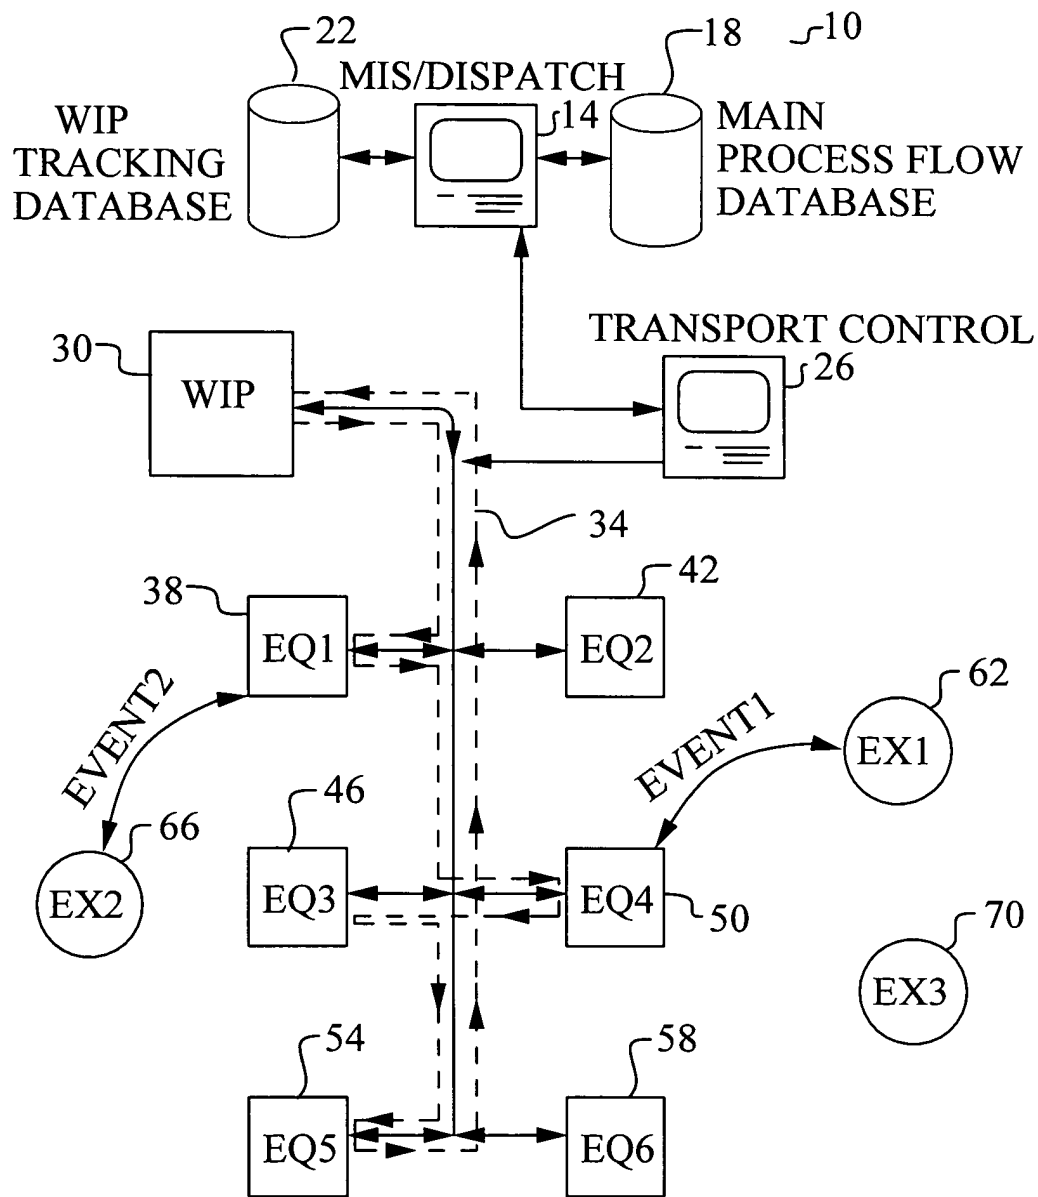 22
18
10
MIS/DISPATCH
14
WIP
TRACKING
DATABASE
MAIN
PROCESS FLOW
DATABASE
TRANSPORT CONTROL
26
30
WIP
34
38
EQ1
42
EQ2
EVENT2
62
EX1
EVENT1
66
EX2
46
EQ3
EQ4
50
70
EX3
54
EQ5
58
EQ6